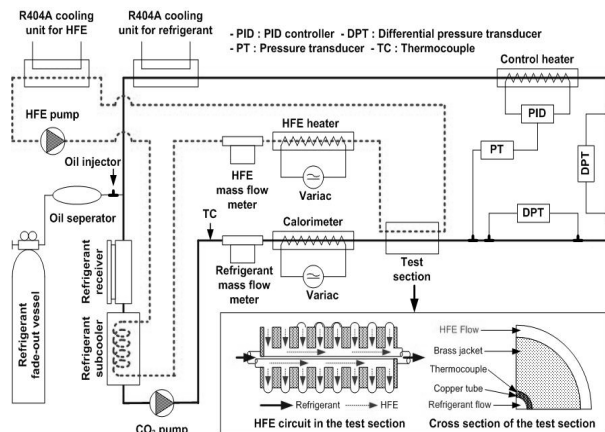 R404A cooling
unit for HFE
R404A cooling
unit for refrigerant
- PID : PID controller - DPT : Differential pressure transducer
- PT : Pressure transducer - TC : Thermocouple
Control heater
PID
PT
DPT
DPT
HFE pump
Oil injector
Oil seperator
HFE
mass flow
meter
HFE heater
Variac
TC
Refrigerant
mass flow
meter
Calorimeter
Variac
Test
section
Refrigerant
fade-out vessel
Refrigerant
receiver
Refrigerant
subcooler
CO2 pump
Refrigerant
HFE
HFE circuit in the test section
HFE Flow
Brass jacket
Thermocouple
Copper tube
Refrigerant flow
Cross section of the test section